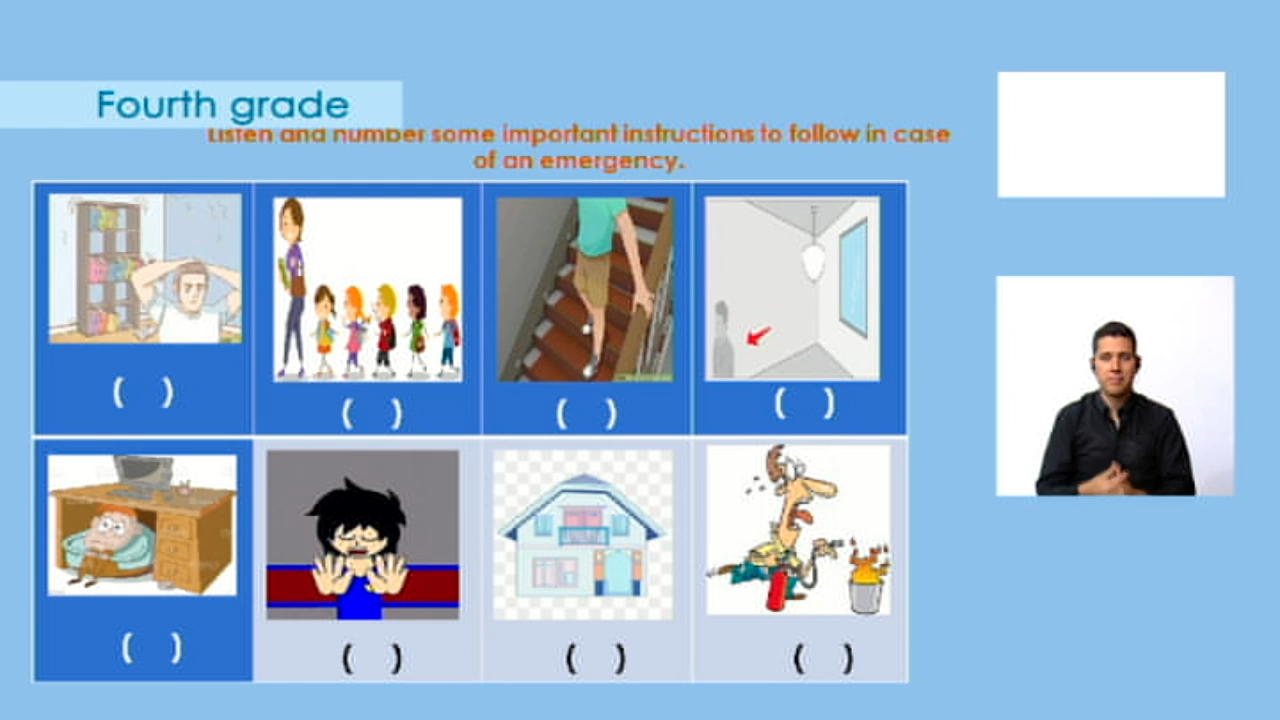 Fourth grade
Listen and number some important instructions to follow in case
of an emergency.
( ) ( ) ( ) ( )
( ) ( ) ( ) ( )